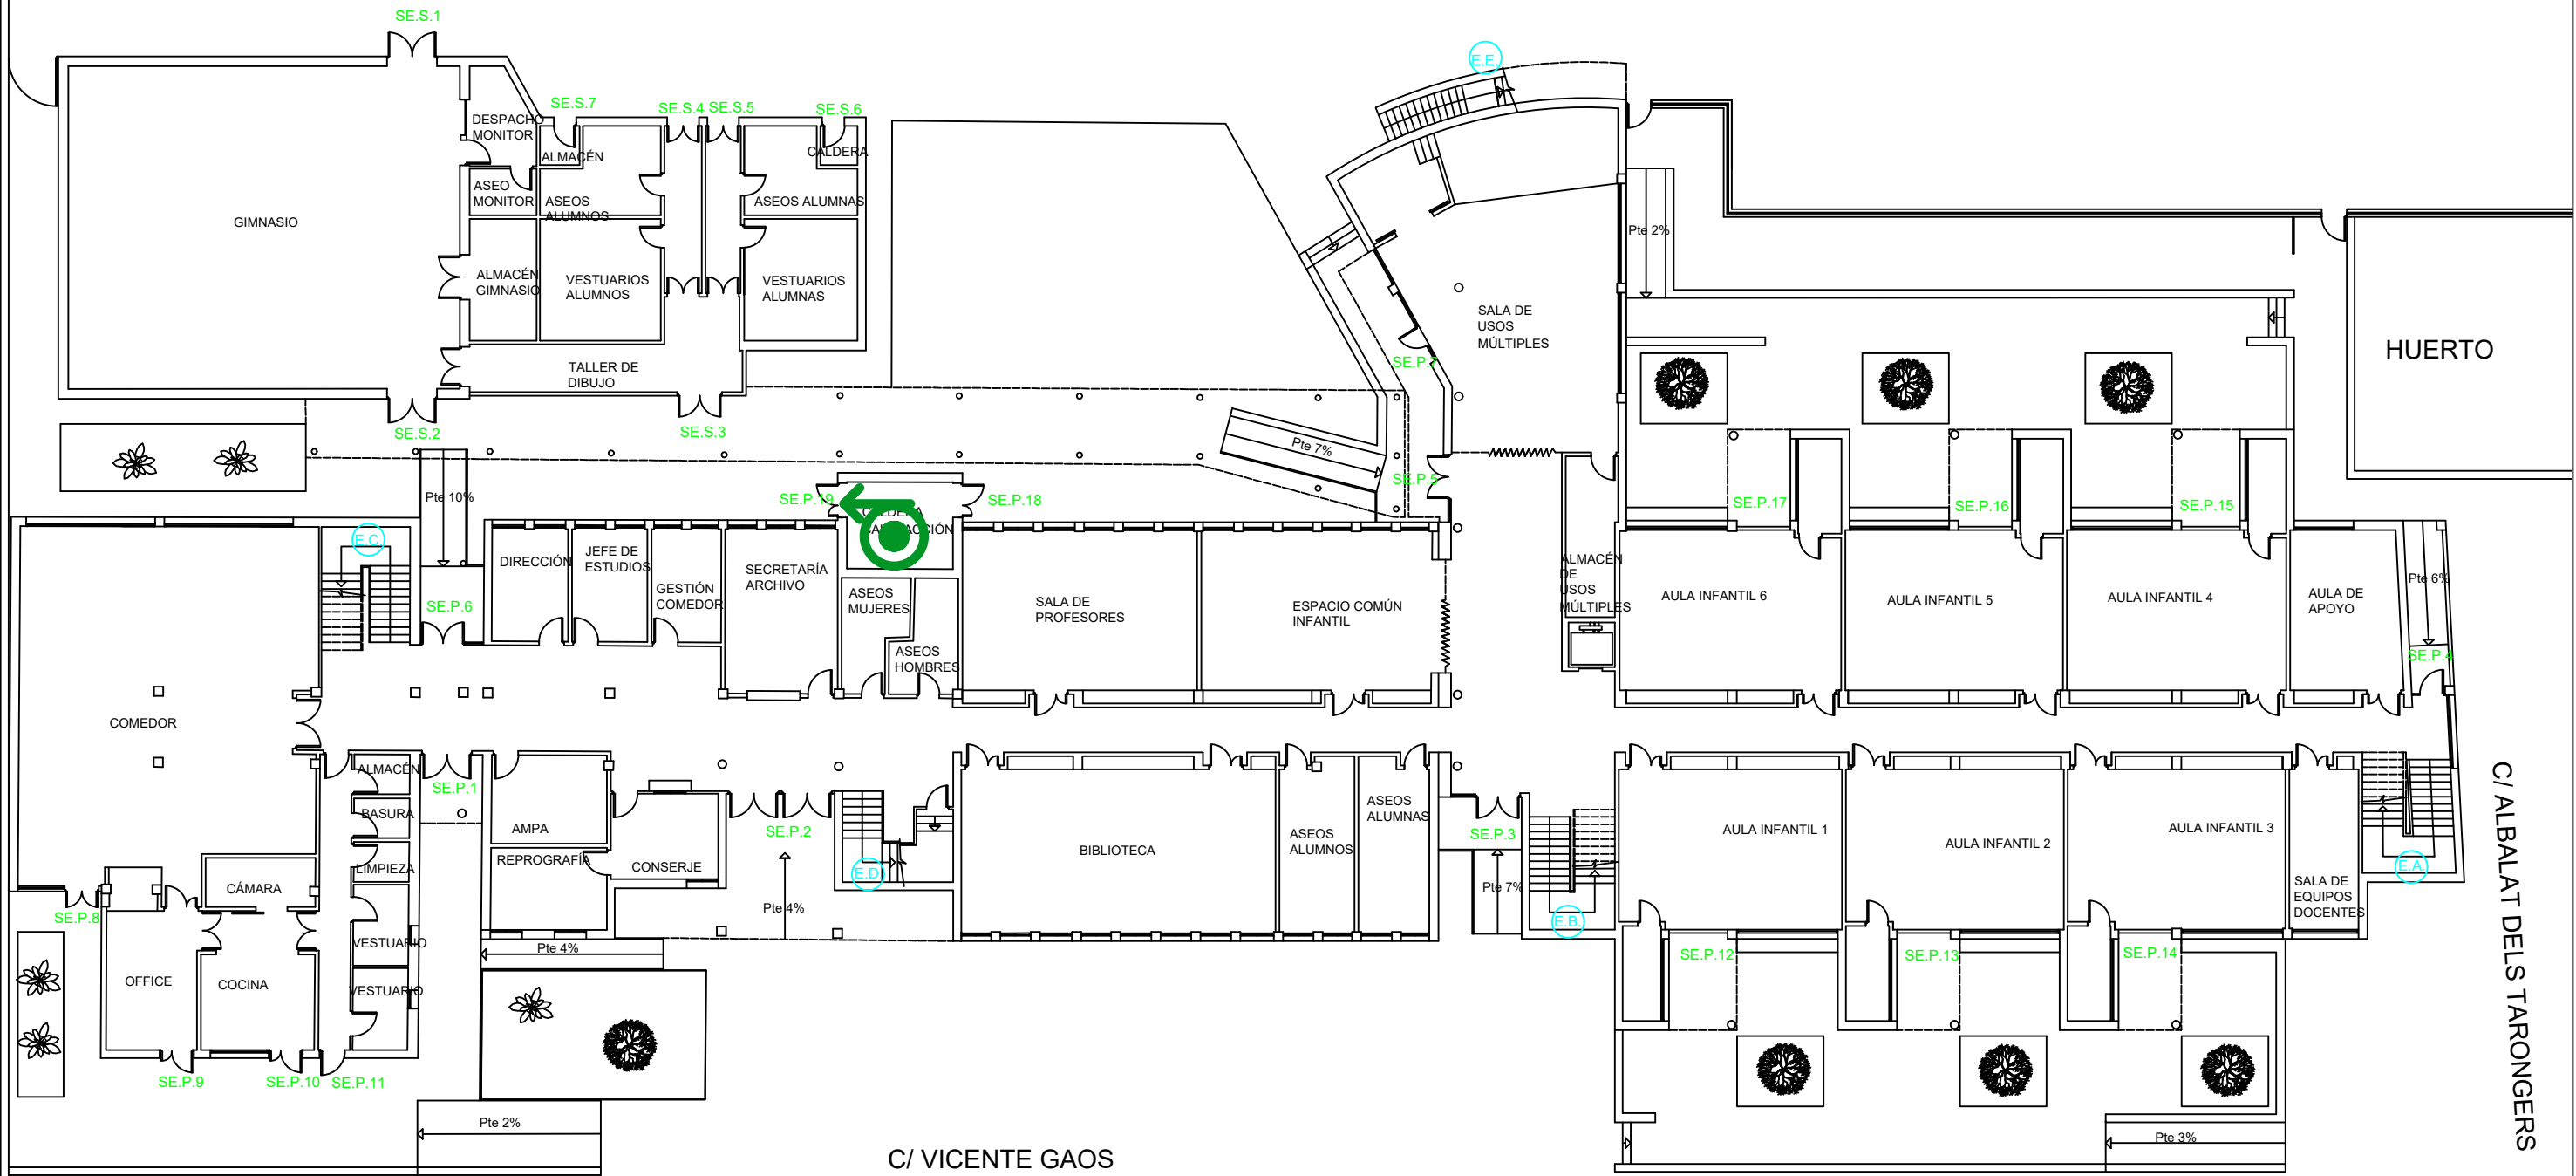 SE.S.1
E.E.
SE.S.7
SE.S.4
SE.S.5
SE.S.6
DESPACHO
MONITOR
ALMACÉN
CALDERA
ASEO
MONITOR
ASEOS
ALUMNOS
ASEOS ALUMNAS
GIMNASIO
Pte 2%
ALMACÉN
GIMNASIO
VESTUARIOS
ALUMNOS
VESTUARIOS
ALUMNAS
SALA DE
USOS
MÚLTIPLES
HUERTO
TALLER DE
DIBUJO
SE.P.7
SE.S.2
SE.S.3
Pte 7%
SE.P.5
Pte 10%
SE.P.19
SE.P.18
SE.P.17
SE.P.16
SE.P.15
CALDERA
CALEFACCIÓN
E.C.
DIRECCIÓN
JEFE DE
ESTUDIOS
GESTIÓN
COMEDOR
SECRETARÍA
ARCHIVO
ASEOS
MUJERES
ASEOS
HOMBRES
SALA DE
PROFESORES
ESPACIO COMÚN
INFANTIL
ALMACÉN
DE
USOS
MÚLTIPLES
AULA INFANTIL 6
AULA INFANTIL 5
AULA INFANTIL 4
AULA DE
APOYO
Pte 6%
SE.P.6
SE.P.4
COMEDOR
ALMACÉN
SE.P.1
BASURA
AMPA
SE.P.2
REPROGRAFÍA
CONSERJE
LIMPIEZA
E.D.
BIBLIOTECA
ASEOS
ALUMNOS
ASEOS
ALUMNAS
SE.P.3
AULA INFANTIL 1
AULA INFANTIL 2
AULA INFANTIL 3
E.A.
C/ ALBALAT DELS TARONGERS
CÁMARA
SE.P.8
Pte 4%
Pte 7%
E.B.
SALA DE
EQUIPOS
DOCENTES
VESTUARIO
Pte 4%
SE.P.12
SE.P.13
SE.P.14
OFFICE
COCINA
VESTUARIO
SE.P.9
SE.P.10
SE.P.11
Pte 2%
Pte 3%
C/ VICENTE GAOS